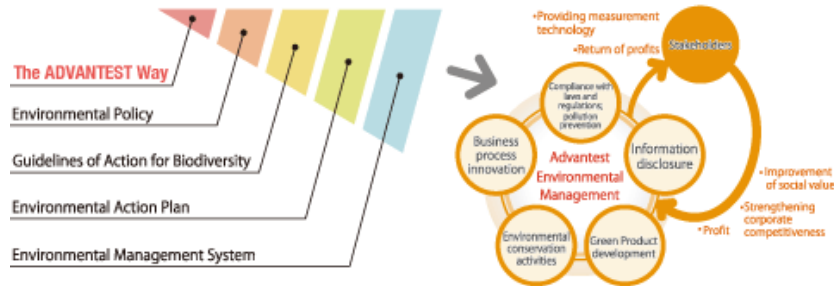 The ADVANTEST Way
Environmental Policy
Guidelines of Action for Biodiversity
Environmental Action Plan
Environmental Management System
•Providing measurement
technology
•Return of profits
Stakeholders
Compliance with
laws and
regulations;
pollution
prevention
Business
process
innovation
Advantest
Environmental
Management
Information
disclosure
Environmental
conservation
activities
Green Product
development
•Improvement
of social value
•Strengthening
corporate
competitiveness
•Profit